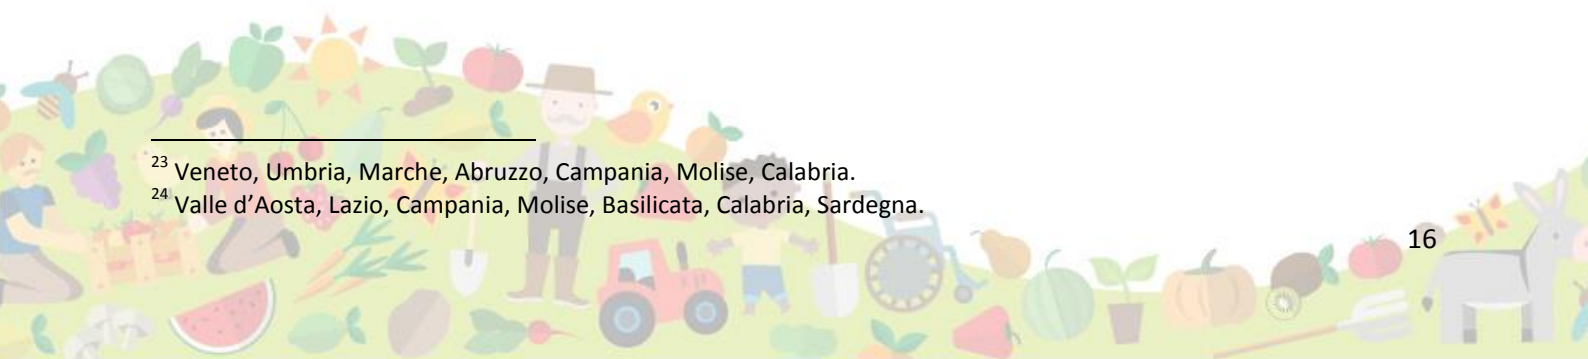 23 Veneto, Umbria, Marche, Abruzzo, Campania, Molise, Calabria.
24 Valle d’Aosta, Lazio, Campania, Molise, Basilicata, Calabria, Sardegna.
16